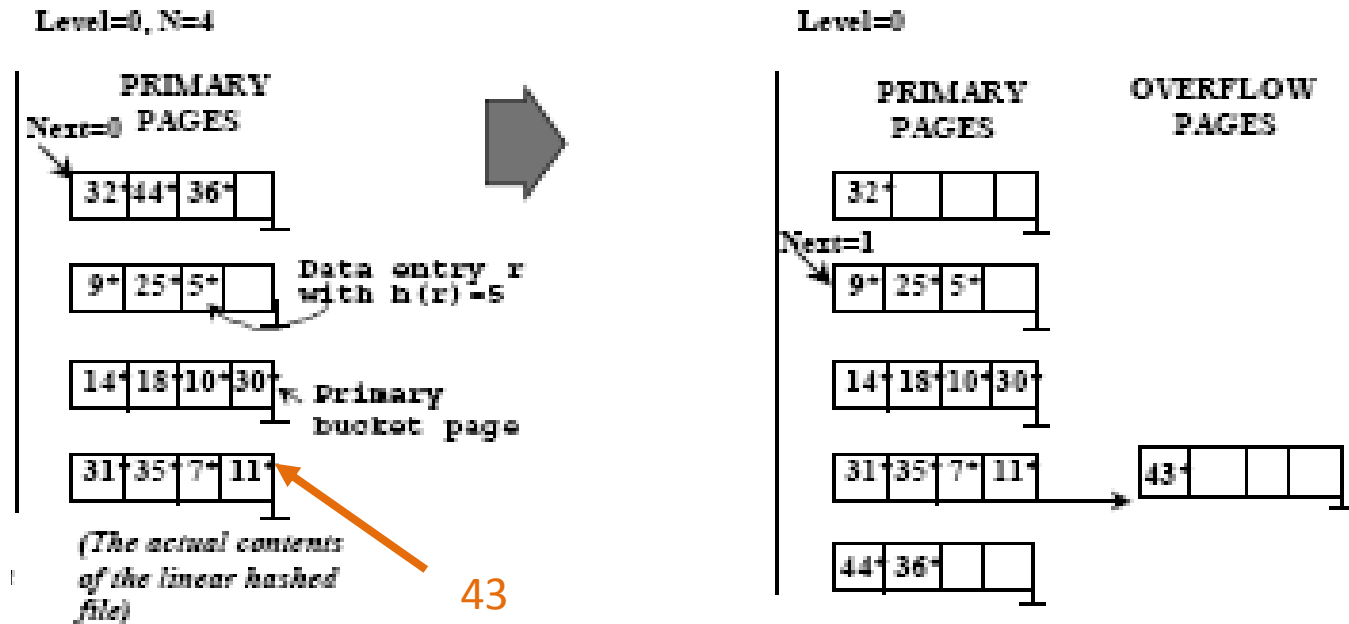 Level=0, N=4
PRIMARY
PAGES
Next=0
32* 44* 36*
9* 25* 5*
Data entry r
with h(r)=5
14* 18* 10* 30*
Primary
bucket page
31* 35* 7* 11*
(The actual contents
of the linear hashed
file)
43
Level=0
PRIMARY
PAGES
OVERFLOW
PAGES
32*
Next=1
9* 25* 5*
14* 18* 10* 30*
31* 35* 7* 11*
43*
44* 36*